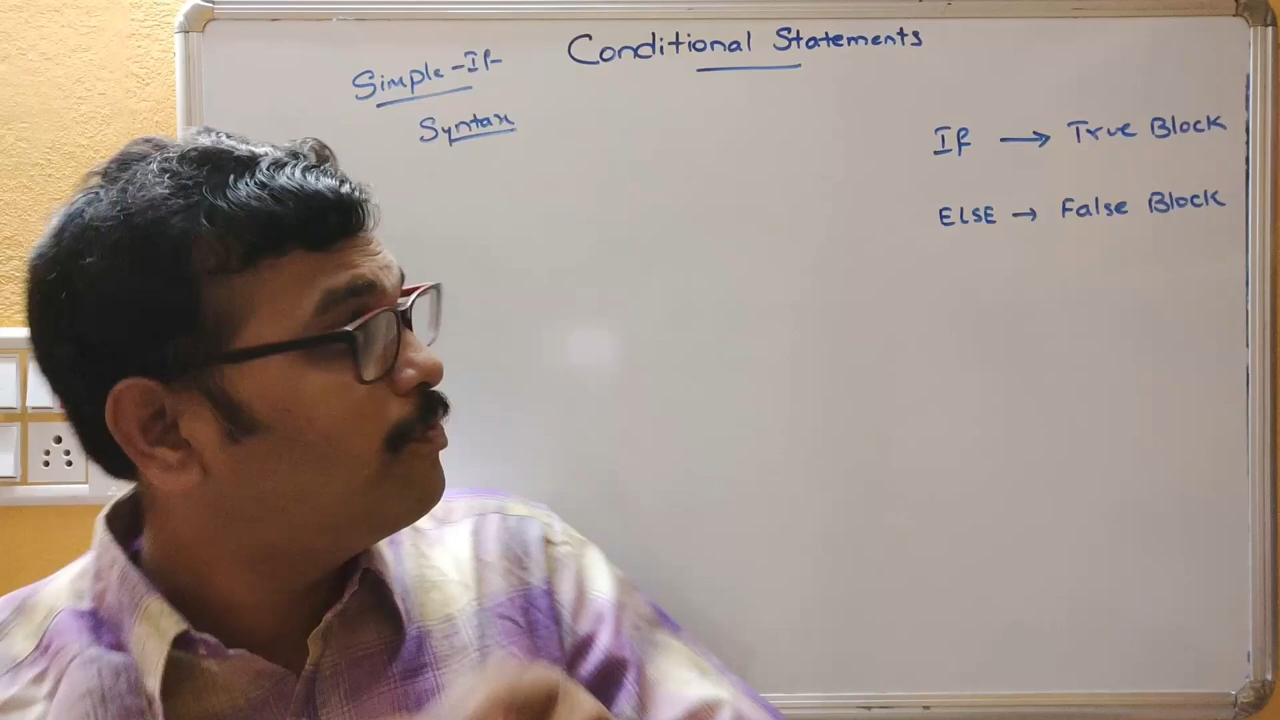 Conditional Statements
Simple-If
Syntax
If → True Block
ELSE → False Block